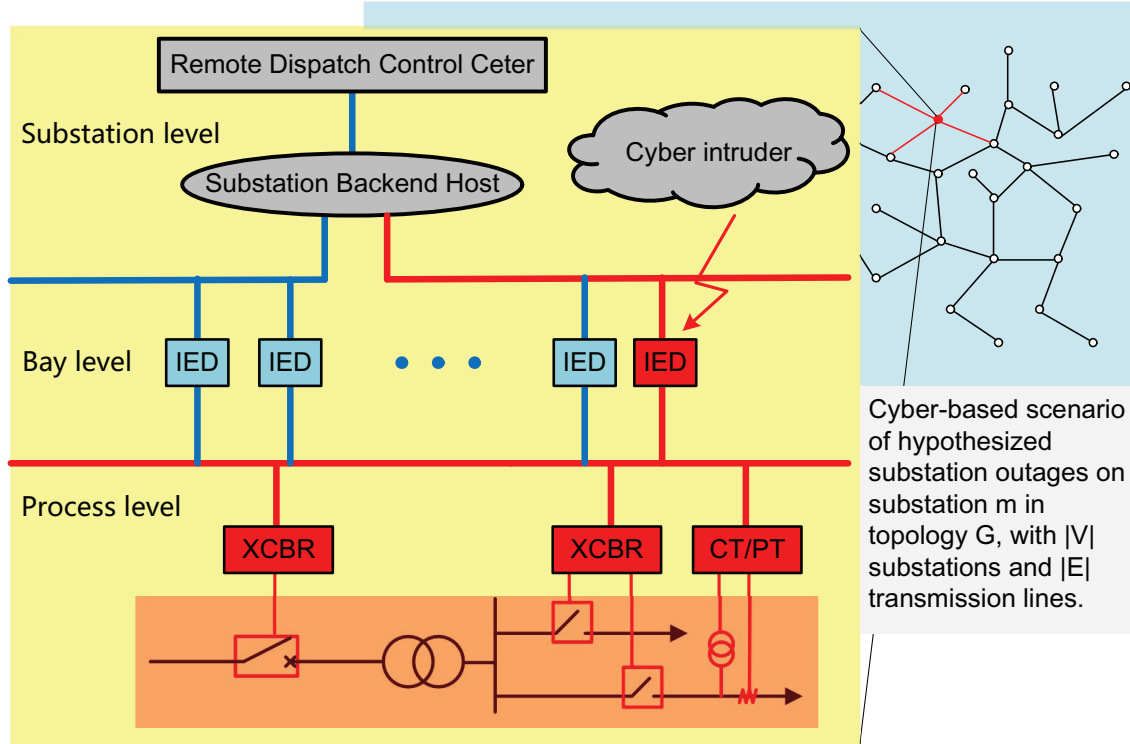 Remote Dispatch Control Ceter
Substation level
Cyber intruder
Substation Backend Host
Bay level
IED
IED
IED
IED
Process level
XCBR
XCBR
CT/PT
Cyber-based scenario
of hypothesized
substation outages on
substation m in
topology G, with |V|
substations and |E|
transmission lines.